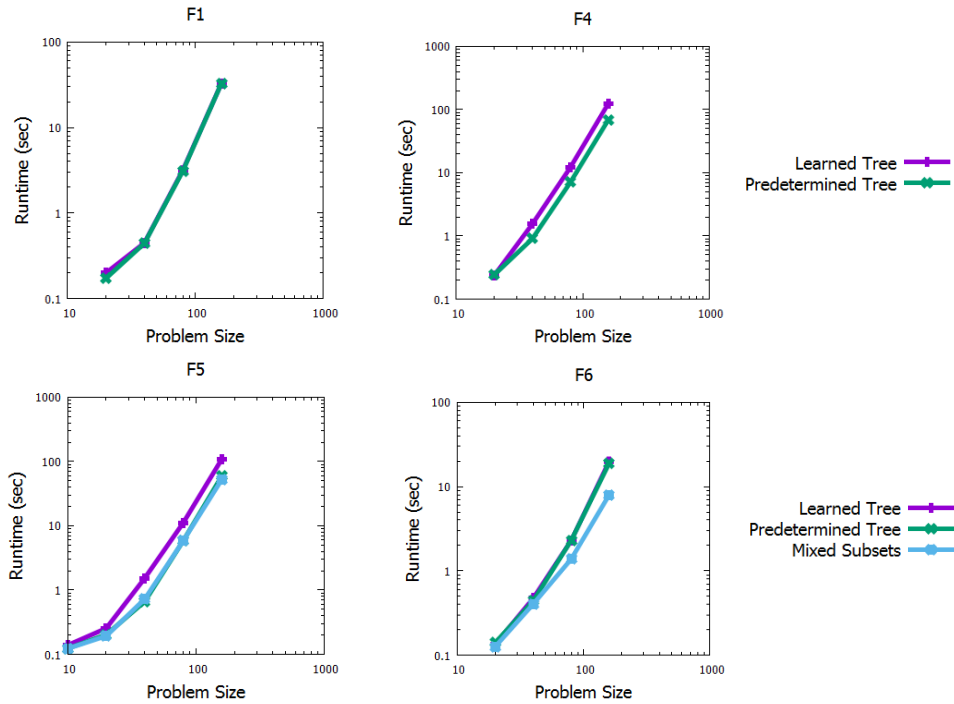 F1
100
10
1
0.1
10
100
1000
Runtime (sec)
Problem Size
F4
1000
100
10
1
0.1
10
100
1000
Runtime (sec)
Problem Size
Learned Tree
Predetermined Tree
F5
1000
100
10
1
0.1
10
100
1000
Runtime (sec)
Problem Size
F6
100
10
1
0.1
10
100
1000
Runtime (sec)
Problem Size
Learned Tree
Predetermined Tree
Mixed Subsets